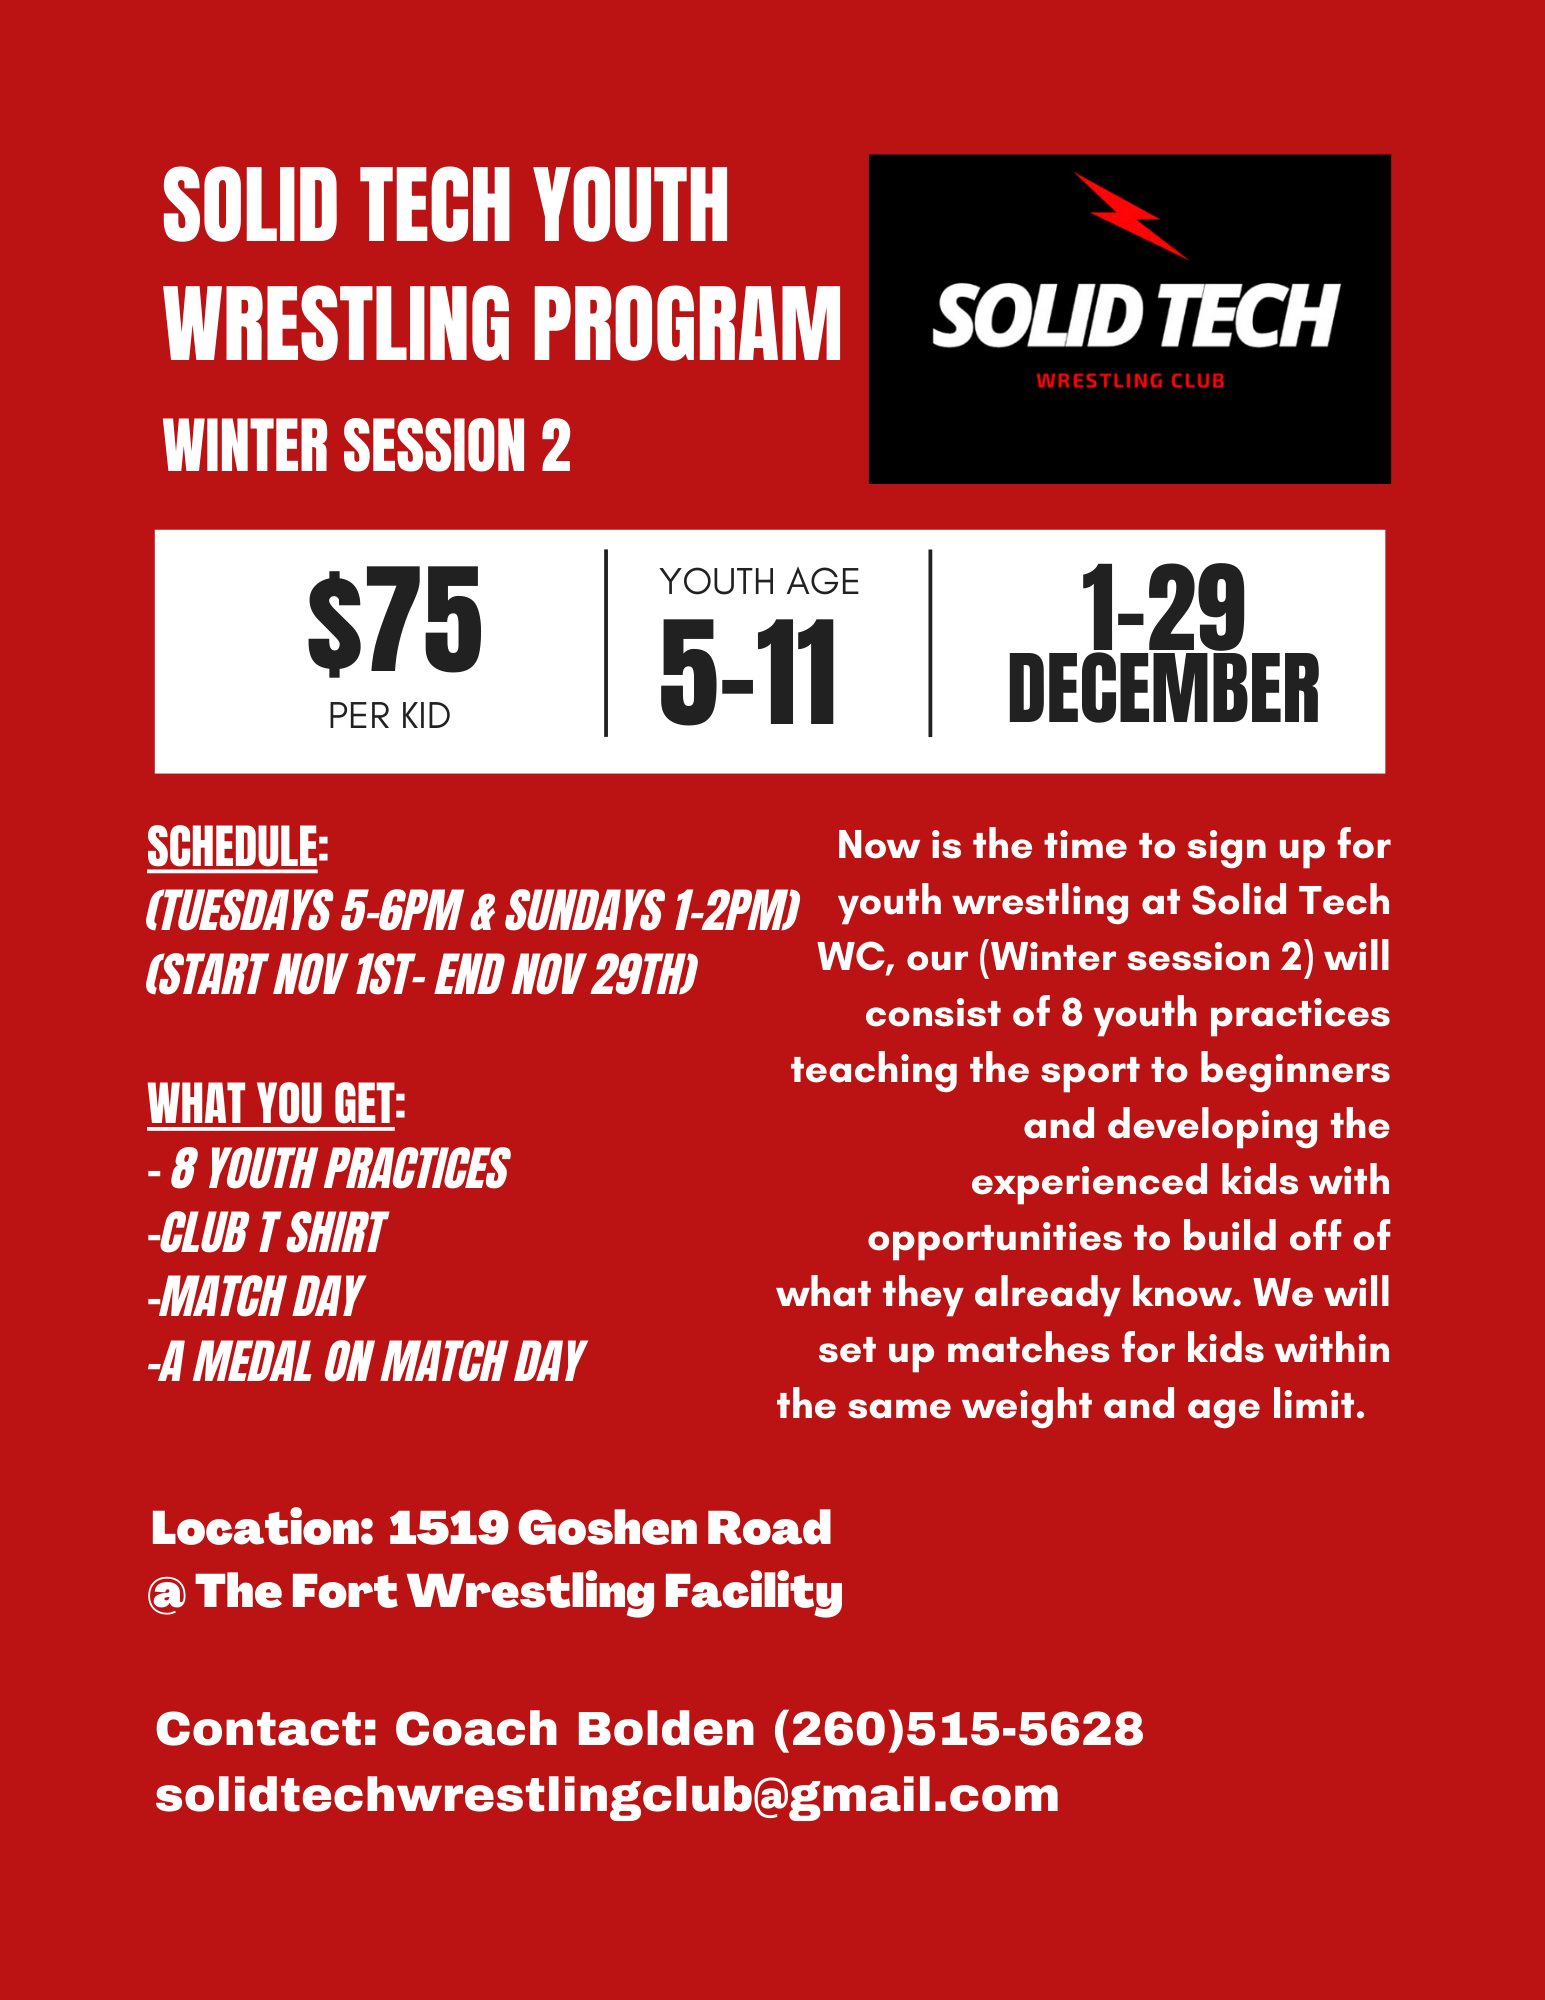 SOLID TECH YOUTH
WRESTLING PROGRAM
WINTER SESSION 2
SOLID TECH
WRESTLING CLUB
$75
PER KID
YOUTH AGE
5-11
1-29
DECEMBER
SCHEDULE:
(TUESDAYS 5-6PM & SUNDAYS 1-2PM)
(START NOV 1ST- END NOV 29TH)
WHAT YOU GET:
- 8 YOUTH PRACTICES
-CLUB T SHIRT
-MATCH DAY
-A MEDAL ON MATCH DAY
Now is the time to sign up for
youth wrestling at Solid Tech
WC, our (Winter session 2) will
consist of 8 youth practices
teaching the sport to beginners
and developing the
experienced kids with
opportunities to build off of
what they already know. We will
set up matches for kids within
the same weight and age limit.
Location: 1519 Goshen Road
@ The Fort Wrestling Facility
Contact: Coach Bolden (260)515-5628
solidtechwrestlingclub@gmail.com